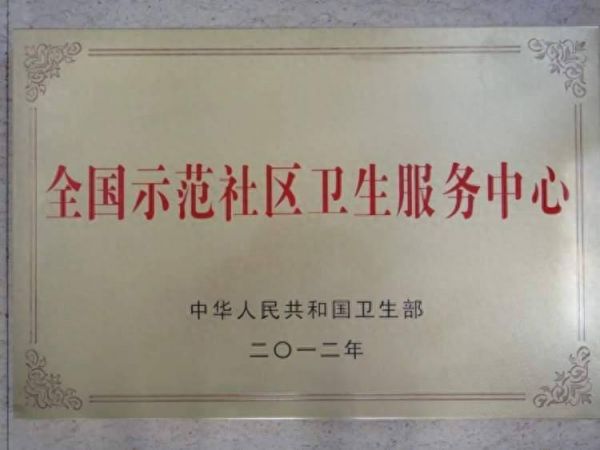 全国示范社区卫生服务中心
中华人民共和国卫生部
二〇一二年